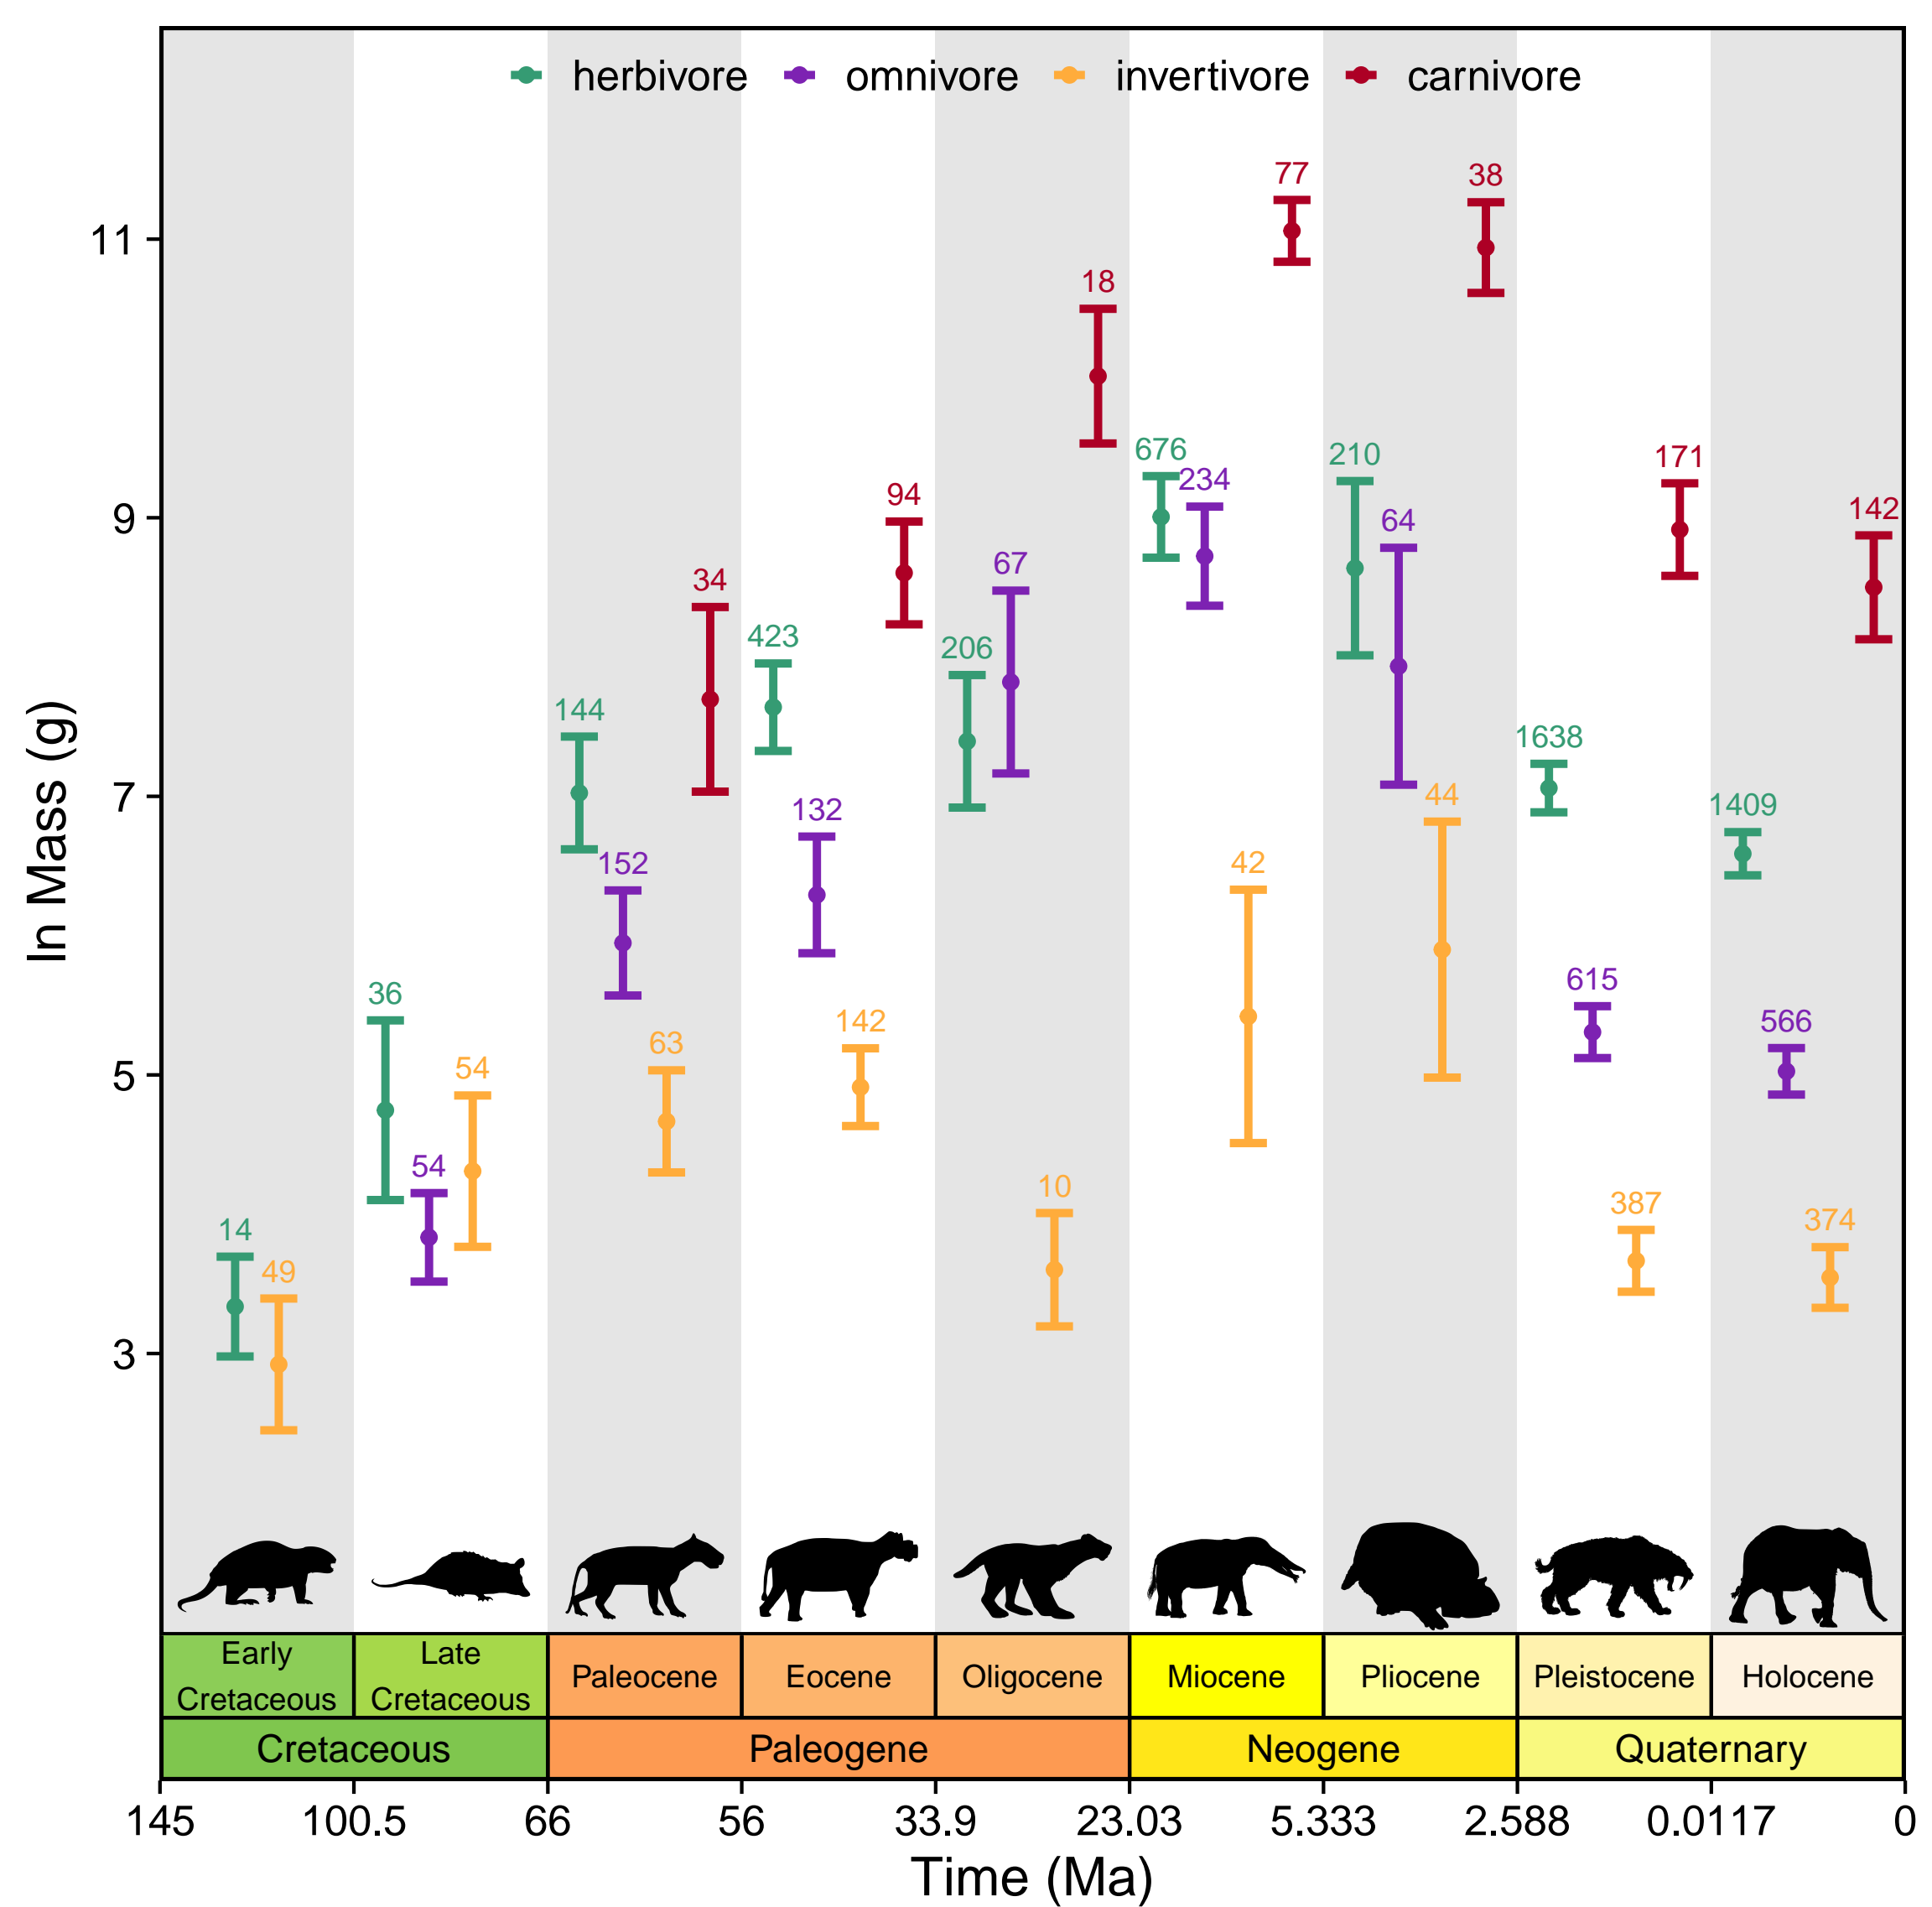 herbivore omnivore invertivore carnivore
77
38
11
18
676
210
171
234
94
142
9
64
67
34
423
206
144
1638
7
44
1409
132
42
152
615
36
142
566
63
5
54
54
10
387
374
14
49
3
ln Mass (g)
Early Cretaceous
Late Cretaceous
Paleocene
Eocene
Oligocene
Miocene
Pliocene
Pleistocene
Holocene
Cretaceous
Paleogene
Neogene
Quaternary
145 100.5 66 56 33.9 23.03 5.333 2.588 0.0117 0
Time (Ma)